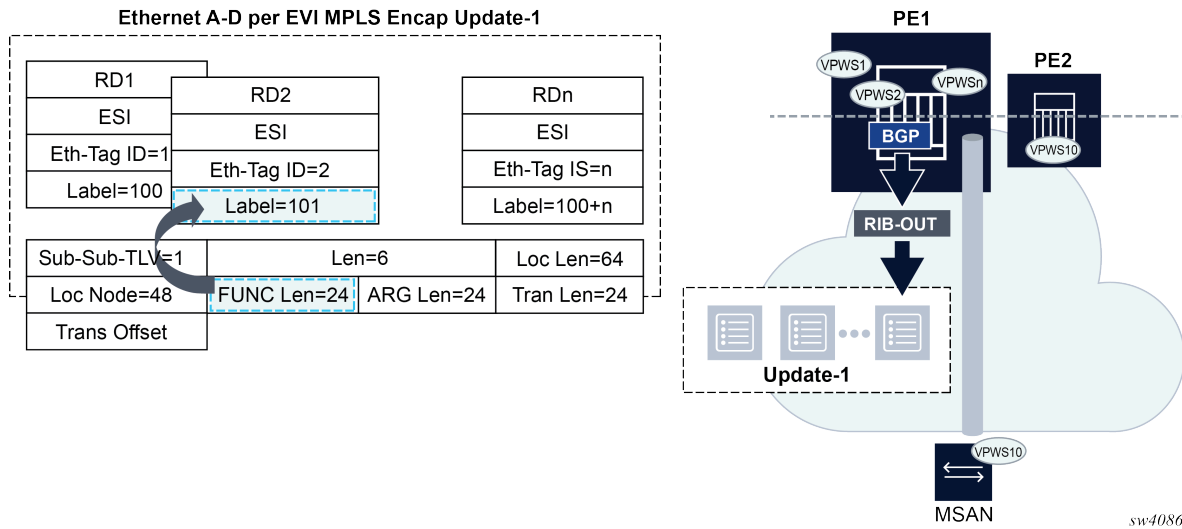 Ethernet A-D per EVI MPLS Encap Update-1
RD1
ESI
Eth-Tag ID=1
Label=100
RD2
ESI
Eth-Tag ID=2
Label=101
RDn
ESI
Eth-Tag IS=n
Label=100+n
Sub-Sub-TLV=1
Len=6
Loc Len=64
Loc Node=48
FUNC Len=24
ARG Len=24
Tran Len=24
Trans Offset
PE1
VPWS1
VPWS2
VPWSn
BGP
PE2
VPWS10
RIB-OUT
Update-1
VPWS10
MSAN
sw4086